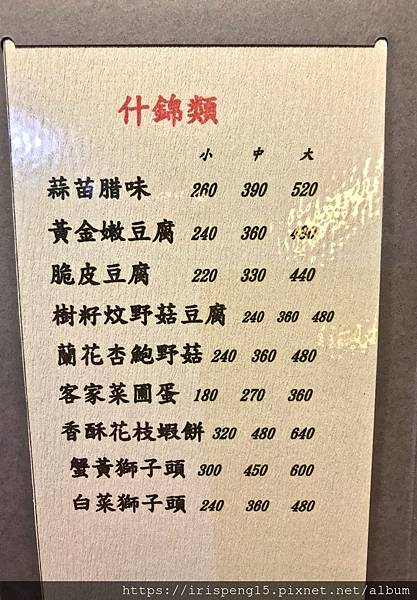 什錦類
小 中 大
蒜苗腊味 260 390 520
黃金嫩豆腐 240 360 480
脆皮豆腐 220 330 440
樹籽炆野菇豆腐 240 360 480
蘭花杏鮑野菇 240 360 480
客家菜圃蛋 180 270 360
香酥花枝蝦餅 320 480 640
蟹黃獅子頭 300 450 600
白菜獅子頭 240 360 480
https://irispeng15.pixnet.net/album